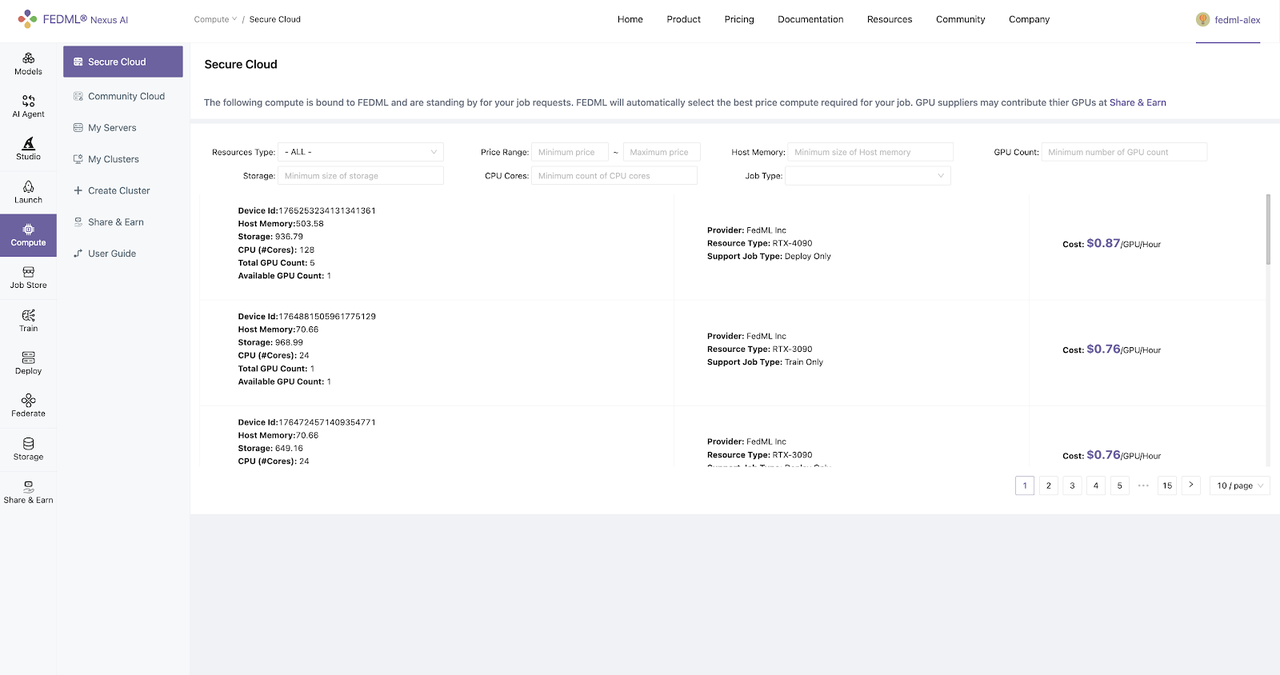 FEDML® Nexus AI
Compute / Secure Cloud
Home Product Pricing Documentation Resources Community Company
fedml-alex
Models
AI Agent
Studio
Launch
Compute
Job Store
Train
Deploy
Federate
Storage
Share & Earn
Secure Cloud
Community Cloud
My Servers
My Clusters
Create Cluster
Share & Earn
User Guide
Secure Cloud
The following compute is bound to FEDML and are standing by for your job requests. FEDML will automatically select the best price compute required for your job. GPU suppliers may contribute thier GPUs at Share & Earn
Resources Type: - ALL - Price Range: Minimum price ~ Maximum price Host Memory: Minimum size of Host memory GPU Count: Minimum number of GPU count
Storage: Minimum size of storage CPU Cores: Minimum count of CPU cores Job Type:
Device Id:1765253234131341361
Host Memory:503.58
Storage: 936.79
CPU (#Cores): 128
Total GPU Count: 5
Available GPU Count: 1
Provider: FedML Inc
Resource Type: RTX-4090
Support Job Type: Deploy Only
Cost: $0.87/GPU/Hour
Device Id:1764881505961775129
Host Memory:70.66
Storage: 968.99
CPU (#Cores): 24
Total GPU Count: 1
Available GPU Count: 1
Provider: FedML Inc
Resource Type: RTX-3090
Support Job Type: Train Only
Cost: $0.76/GPU/Hour
Device Id:1764724571409354771
Host Memory:70.66
Storage: 649.16
CPU (#Cores): 24
Provider: FedML Inc
Resource Type: RTX-3090
Support Job Type: Deploy Only
Cost: $0.76/GPU/Hour
1 2 3 4 5 ••• 15 > 10 / page